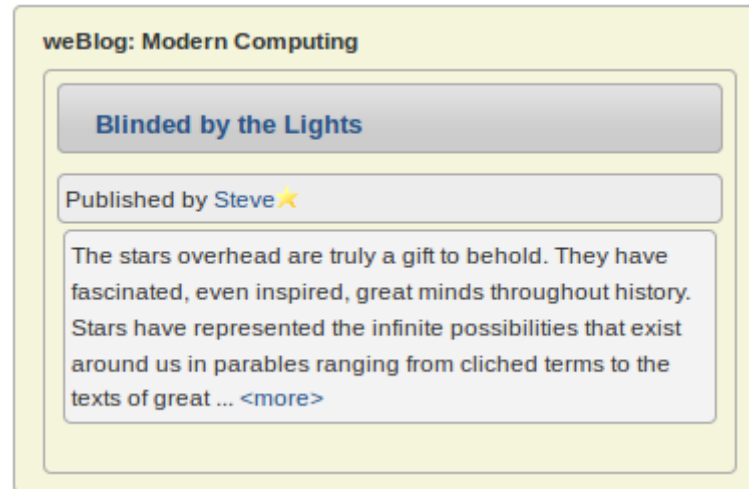 weBlog: Modern Computing
Blinded by the Lights
Published by Steve
The stars overhead are truly a gift to behold. They have
fascinated, even inspired, great minds throughout history.
Stars have represented the infinite possibilities that exist
around us in parables ranging from cliched terms to the
texts of great ... <more>